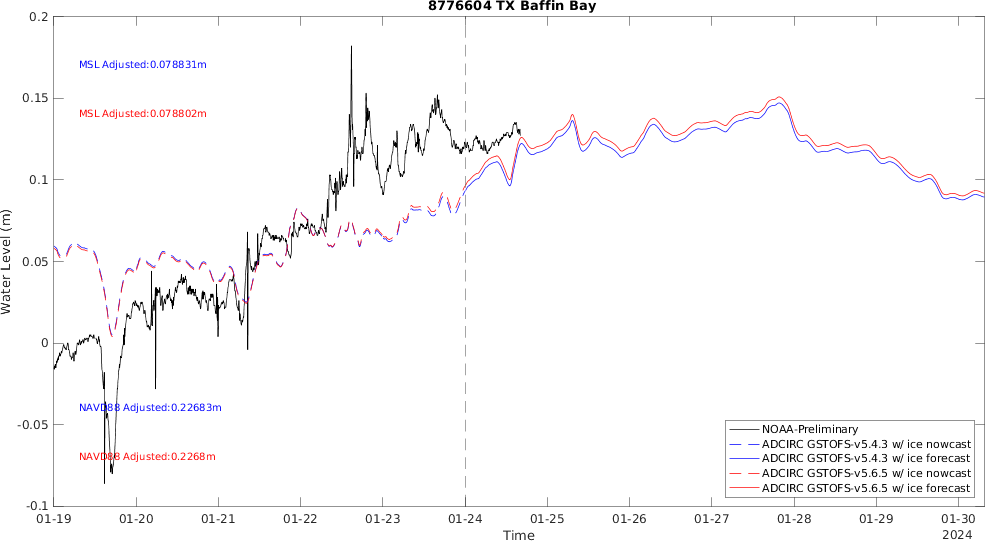 8776604 TX Baffin Bay
0.2
MSL Adjusted:0.078831m
0.15
MSL Adjusted:0.078802m
0.1
0.05
Water Level (m)
0
NAVD88 Adjusted:0.22683m
-0.05
NAVD88 Adjusted:0.2268m
-0.1
NOAA-Preliminary
ADCIRC GSTOFS-v5.4.3 w/ ice nowcast
ADCIRC GSTOFS-v5.4.3 w/ ice forecast
ADCIRC GSTOFS-v5.6.5 w/ ice nowcast
ADCIRC GSTOFS-v5.6.5 w/ ice forecast
01-19 01-20 01-21 01-22 01-23 01-24 01-25 01-26 01-27 01-28 01-29 01-30
Time
2024